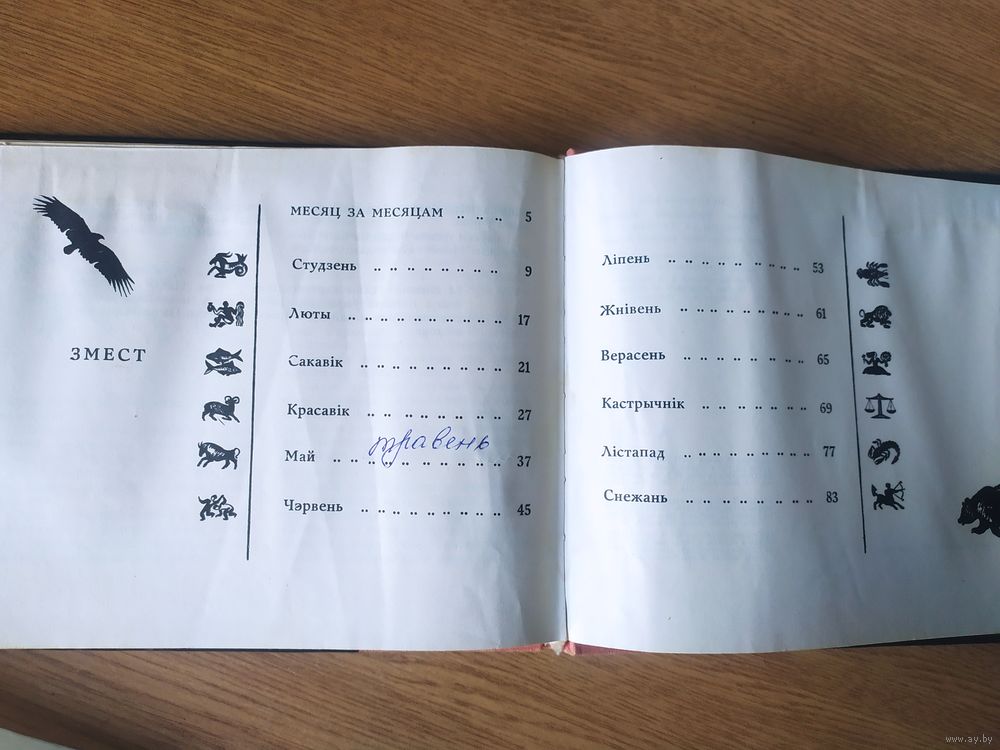 ЗМЕСТ
МЕСЯЦ ЗА МЕСЯЦАМ .. .. .. 5
Студзень .. .. .. .. .. .. .. .. .. 9
Люты .. .. .. .. .. .. .. .. .. .. .. 17
Сакавік .. .. .. .. .. .. .. .. .. .. 21
Красавік .. .. .. .. .. .. .. .. .. 27
травень
Май .. .. .. .. .. .. .. .. .. .. .. 37
Чэрвень .. .. .. .. .. .. .. .. .. .. 45
Ліпень .. .. .. .. .. .. .. .. .. 53
Жнівень .. .. .. .. .. .. .. .. .. 61
Верасень .. .. .. .. .. .. .. .. .. 65
Кастрычнік .. .. .. .. .. .. .. 69
Лістапад .. .. .. .. .. .. .. .. .. 77
Снежань .. .. .. .. .. .. .. .. .. 83
www.ay.by